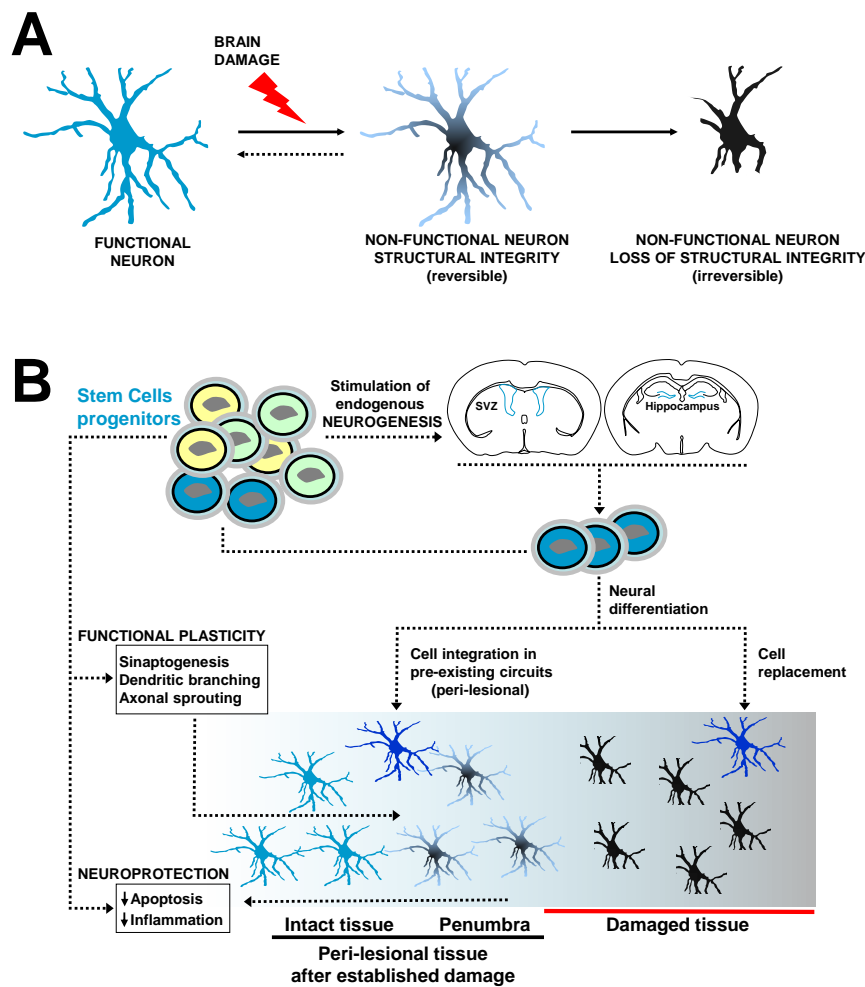 A
BRAIN
DAMAGE
FUNCTIONAL
NEURON
NON-FUNCTIONAL NEURON
STRUCTURAL INTEGRITY
(reversible)
NON-FUNCTIONAL NEURON
LOSS OF STRUCTURAL INTEGRITY
(irreversible)
B
Stem Cells
progenitors
Stimulation of
endogenous
NEUROGENESIS
SVZ
Hippocampus
Neural
differentiation
FUNCTIONAL PLASTICITY
Sinaptogenesis
Dendritic branching
Axonal sprouting
Cell integration in
pre-existing circuits
(peri-lesional)
Cell
replacement
NEUROPROTECTION
↓Apoptosis
↓Inflammation
Intact tissue
Penumbra
Damaged tissue
Peri-lesional tissue
after established damage